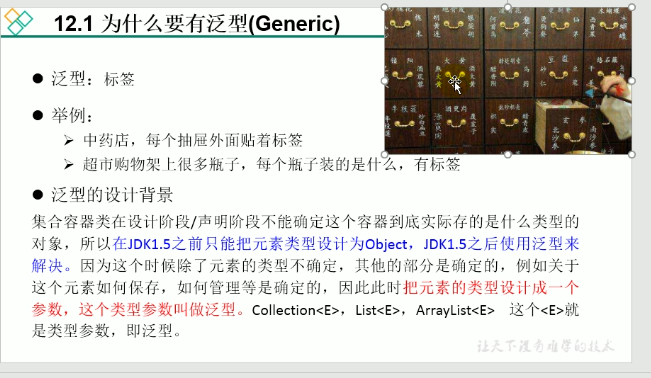 12.1 为什么要有泛型(Generic)
泛型：标签
举例：
中药店，每个抽屉外面贴着标签
超市购物架上很多瓶子，每个瓶子装的是什么，有标签
泛型的设计背景
集合容器类在设计阶段/声明阶段不能确定这个容器到底实际存的是什么类型的
对象，所以在JDK1.5之前只能把元素类型设计为Object，JDK1.5之后使用泛型来
解决。因为这个时候除了元素的类型不确定，其他的部分是确定的，例如关于
这个元素如何保存，如何管理等是确定的，因此此时把元素的类型设计成一个
参数，这个类型参数叫做泛型。Collection<E>，List<E>，ArrayList<E> 这个<E>就
是类型参数，即泛型。
让天下没有难学的技术
大黄